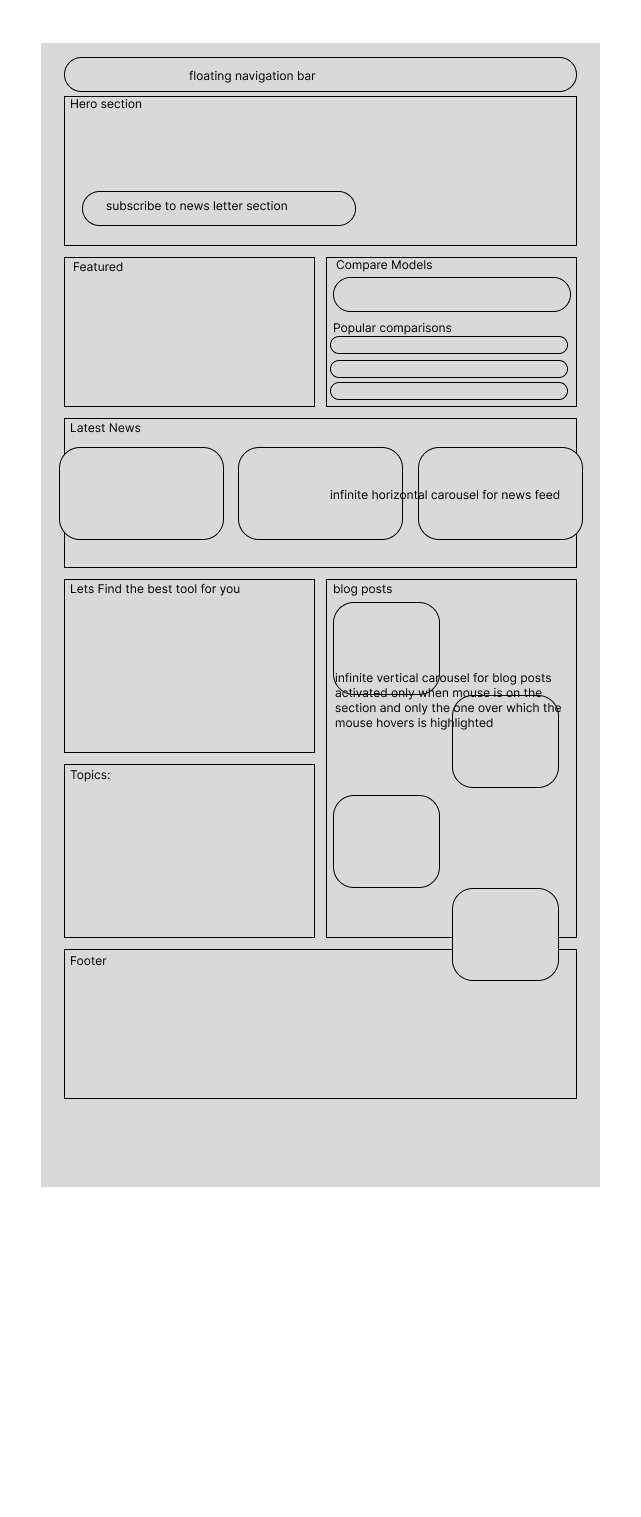 floating navigation bar
Hero section
subscribe to news letter section
Featured
Compare Models
Popular comparisons
Latest News
infinite horizontal carousel for news feed
Lets Find the best tool for you
blog posts
infinite vertical carousel for blog posts
activated only when mouse is on the
section and only the one over which the
mouse hovers is highlighted
Topics:
Footer